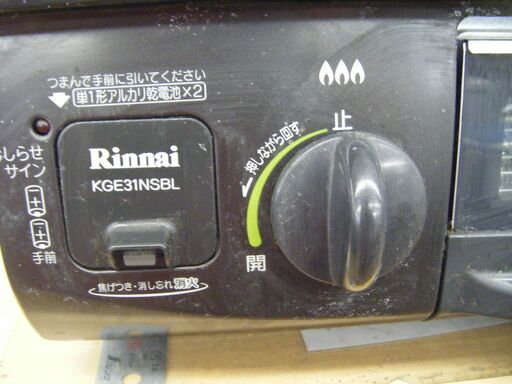 つまんで手前に引いてください
単1形アルカリ乾電池×2
Rinnai
KGE31NSBL
おしらせ
サイン
手前
焦げつき・消し忘れ消火
止
押しながら回す
開